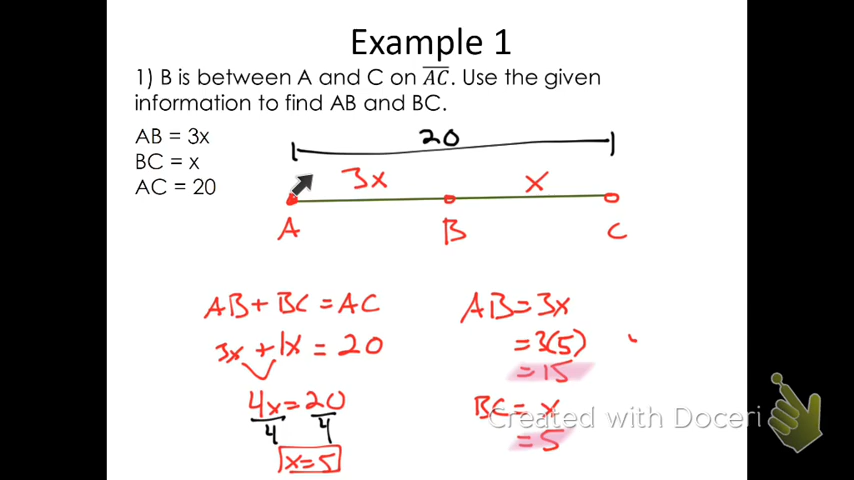 Example 1
1) B is between A and C on AC. Use the given
information to find AB and BC.
AB = 3x
BC = x
AC = 20
20
3x
x
A
B
C
AB + BC = AC
3x + 1x = 20
4x = 20
4 4
x = 5
AB = 3x
= 3(5)
= 15
BC = x
= 5
Created with Doceri